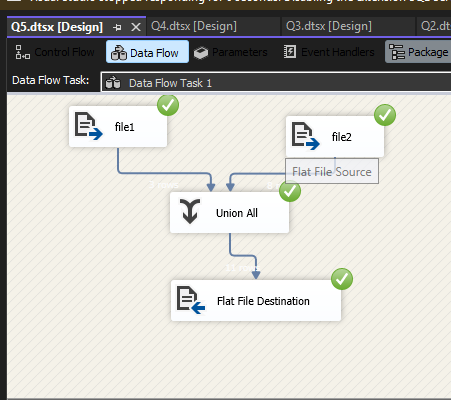 Q5.dtsx [Design] Q4.dtsx [Design] Q3.dtsx [Design] Q2.dt
Control Flow Data Flow Parameters Event Handlers Package
Data Flow Task: Data Flow Task 1
file1
file2
Flat File Source
Union All
Flat File Destination